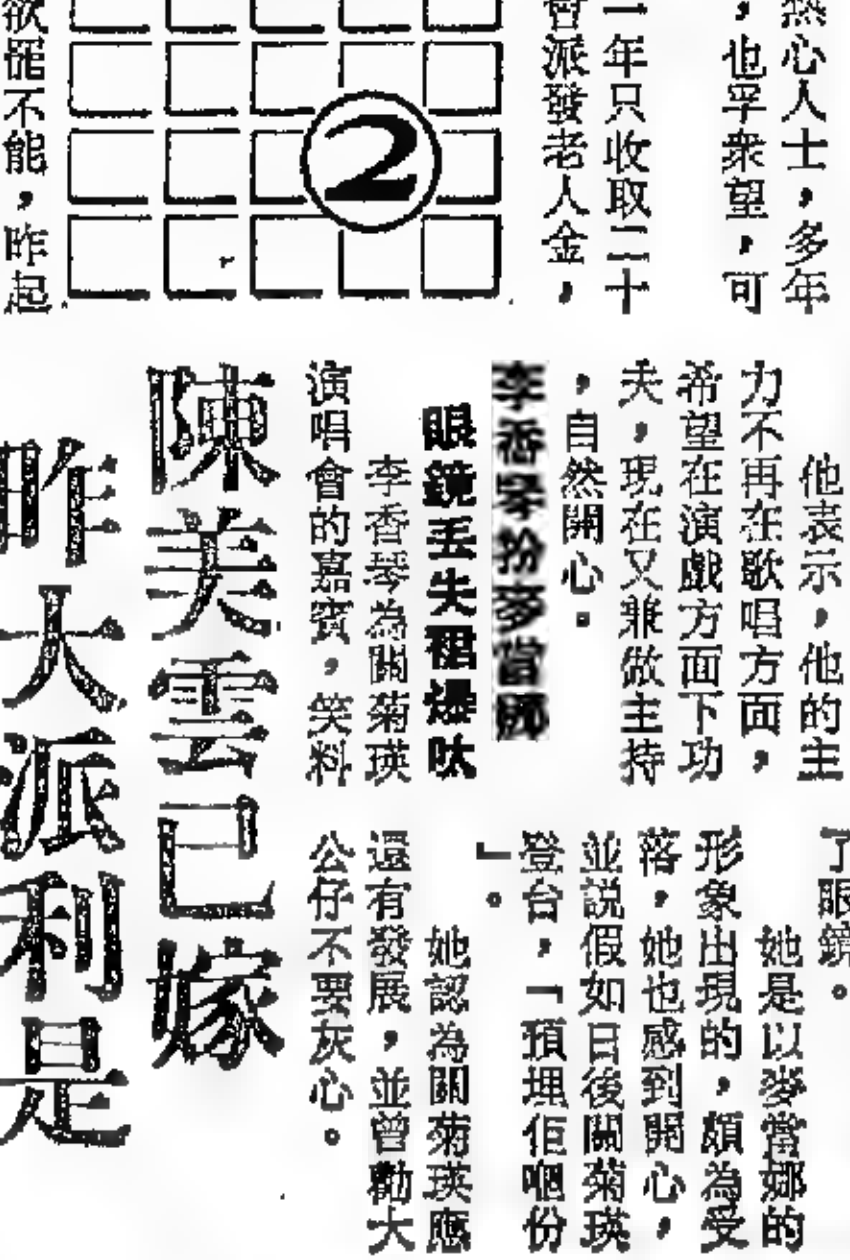 熱心人士，多年
，也孚衆望，可
一年只收取二十
會派發老人金，
2
欲罷不能，昨起
他表示，他的主
力不再在歌唱方面，
希望在演戲方面下功
夫，現在又兼做主持
，自然開心。
李香琴扮麥當娜
眼鏡丟失裙爆呔
李香琴為關菊瑛
演唱會的嘉賓，笑料
了眼鏡。
她是以麥當娜的
形象出現的，頗為受
落，她也感到開心，
並說假如日後關菊瑛
登台，「預埋佢嗰份
」。
她認為關菊瑛應
還有發展，並曾勸大
公仔不要灰心。
陳美雲已嫁
昨大派利是